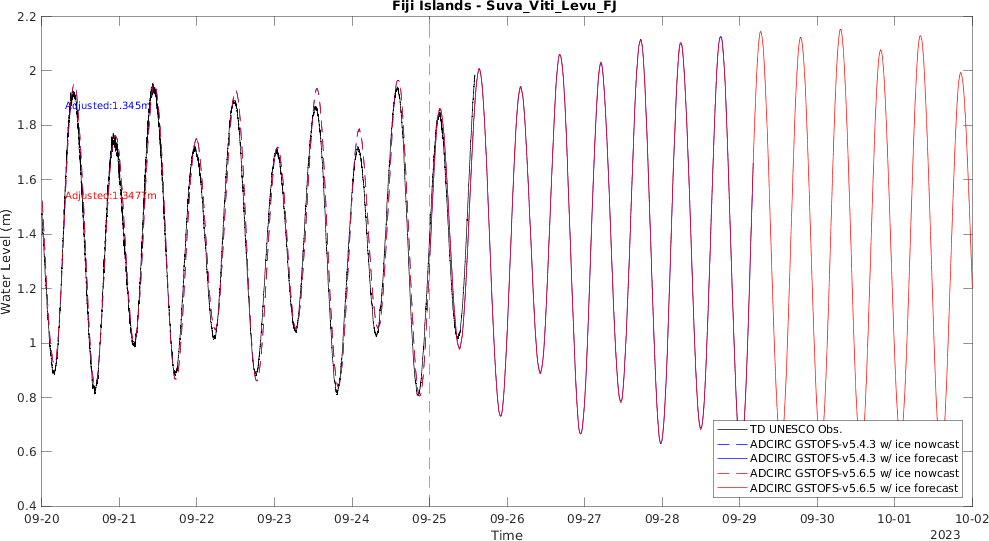 Fiji Islands - Suva_Viti_Levu_FJ
2.2
2
1.8
1.6
1.4
1.2
1
0.8
0.6
0.4
Water Level (m)
Adjusted:1.345m
Adjusted:1.3477m
TD UNESCO Obs.
ADCIRC GSTOFS-v5.4.3 w/ ice nowcast
ADCIRC GSTOFS-v5.4.3 w/ ice forecast
ADCIRC GSTOFS-v5.6.5 w/ ice nowcast
ADCIRC GSTOFS-v5.6.5 w/ ice forecast
09-20 09-21 09-22 09-23 09-24 09-25 09-26 09-27 09-28 09-29 09-30 10-01 10-02
Time
2023